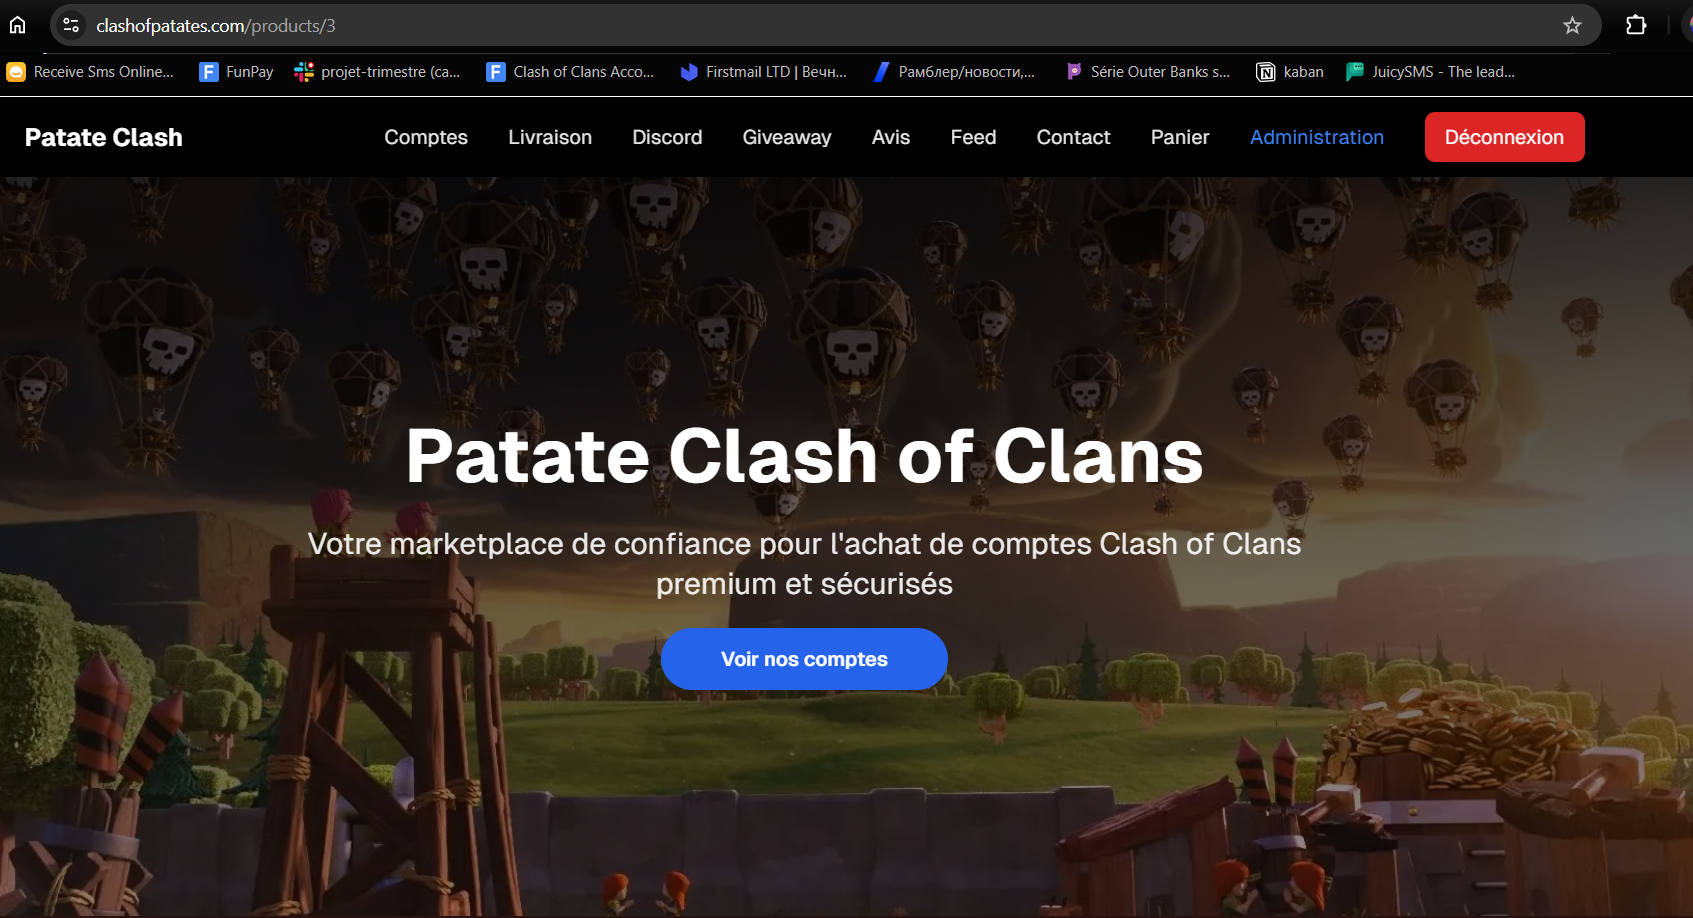 clashofpatates.com/products/3
Receive Sms Online... FunPay projet-trimestre (ca... Clash of Clans Acco... Firstmail LTD | Вечн... Рамблер/новости,... Série Outer Banks s... kaban JuicySMS - The lead...
Patate Clash Comptes Livraison Discord Giveaway Avis Feed Contact Panier Administration Déconnexion
Patate Clash of Clans
Votre marketplace de confiance pour l'achat de comptes Clash of Clans
premium et sécurisés
Voir nos comptes